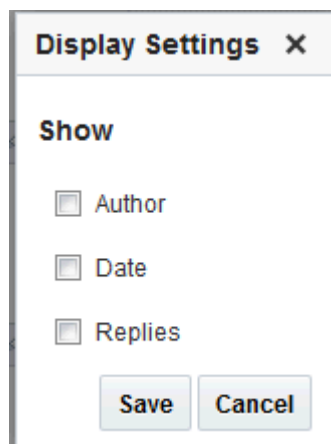 Display Settings
Show
Author
Date
Replies
Save Cancel